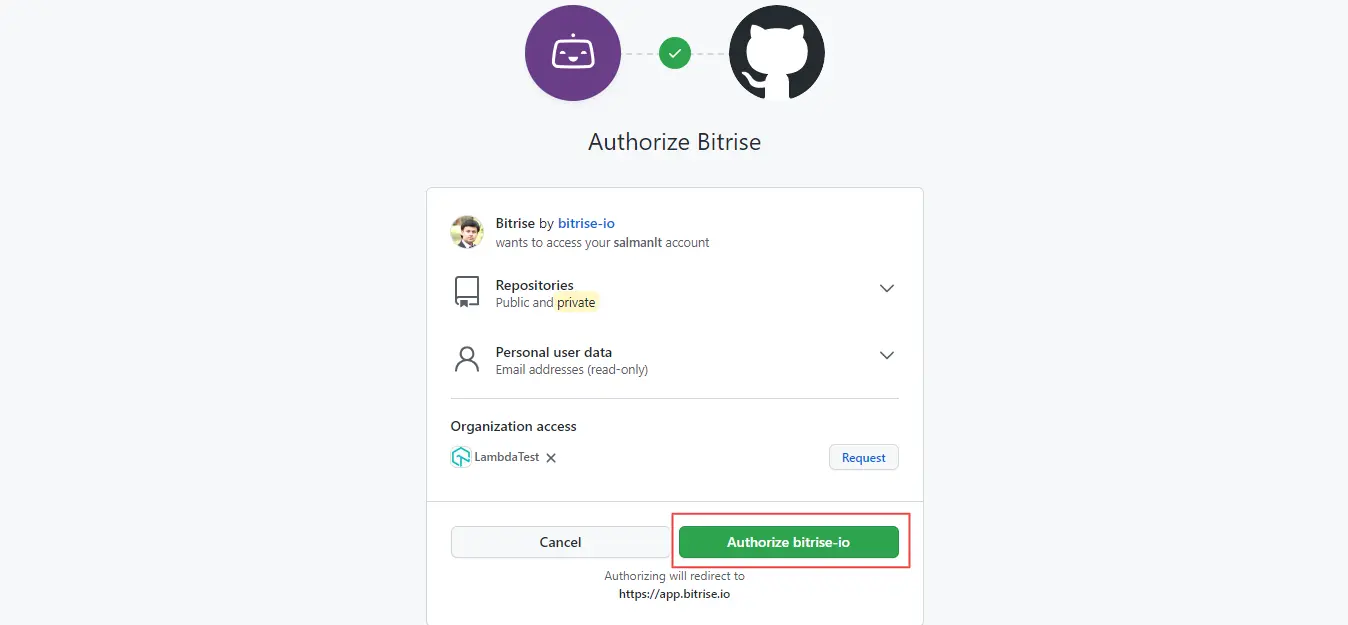 Authorize Bitrise
Bitrise by bitrise-io
wants to access your salmanlt account
Repositories
Public and private
Personal user data
Email addresses (read-only)
Organization access
LambdaTest
Request
Cancel
Authorize bitrise-io
Authorizing will redirect to
https://app.bitrise.io